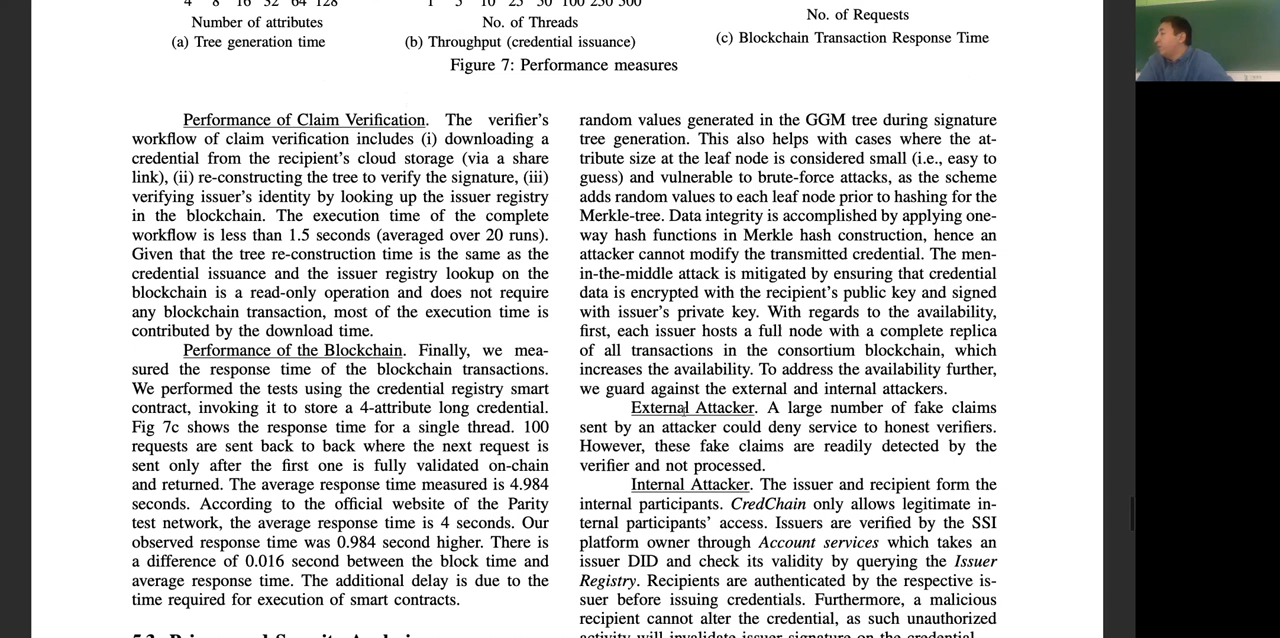 4 8 16 32 64 128
Number of attributes
(a) Tree generation time
1 5 10 25 50 100 250 500
No. of Threads
(b) Throughput (credential issuance)
No. of Requests
(c) Blockchain Transaction Response Time
Figure 7: Performance measures
Performance of Claim Verification. The verifier's
workflow of claim verification includes (i) downloading a
credential from the recipient's cloud storage (via a share
link), (ii) re-constructing the tree to verify the signature, (iii)
verifying issuer's identity by looking up the issuer registry
in the blockchain. The execution time of the complete
workflow is less than 1.5 seconds (averaged over 20 runs).
Given that the tree re-construction time is the same as the
credential issuance and the issuer registry lookup on the
blockchain is a read-only operation and does not require
any blockchain transaction, most of the execution time is
contributed by the download time.
Performance of the Blockchain. Finally, we mea-
sured the response time of the blockchain transactions.
We performed the tests using the credential registry smart
contract, invoking it to store a 4-attribute long credential.
Fig 7c shows the response time for a single thread. 100
requests are sent back to back where the next request is
sent only after the first one is fully validated on-chain
and returned. The average response time measured is 4.984
seconds. According to the official website of the Parity
test network, the average response time is 4 seconds. Our
observed response time was 0.984 second higher. There is
a difference of 0.016 second between the block time and
average response time. The additional delay is due to the
time required for execution of smart contracts.
random values generated in the GGM tree during signature
tree generation. This also helps with cases where the at-
tribute size at the leaf node is considered small (i.e., easy to
guess) and vulnerable to brute-force attacks, as the scheme
adds random values to each leaf node prior to hashing for the
Merkle-tree. Data integrity is accomplished by applying one-
way hash functions in Merkle hash construction, hence an
attacker cannot modify the transmitted credential. The men-
in-the-middle attack is mitigated by ensuring that credential
data is encrypted with the recipient's public key and signed
with issuer's private key. With regards to the availability,
first, each issuer hosts a full node with a complete replica
of all transactions in the consortium blockchain, which
increases the availability. To address the availability further,
we guard against the external and internal attackers.
External Attacker. A large number of fake claims
sent by an attacker could deny service to honest verifiers.
However, these fake claims are readily detected by the
verifier and not processed.
Internal Attacker. The issuer and recipient form the
internal participants. CredChain only allows legitimate in-
ternal participants' access. Issuers are verified by the SSI
platform owner through Account services which takes an
issuer DID and check its validity by querying the Issuer
Registry. Recipients are authenticated by the respective is-
suer before issuing credentials. Furthermore, a malicious
recipient cannot alter the credential, as such unauthorized
activity will invalidate issuer signature on the credential.